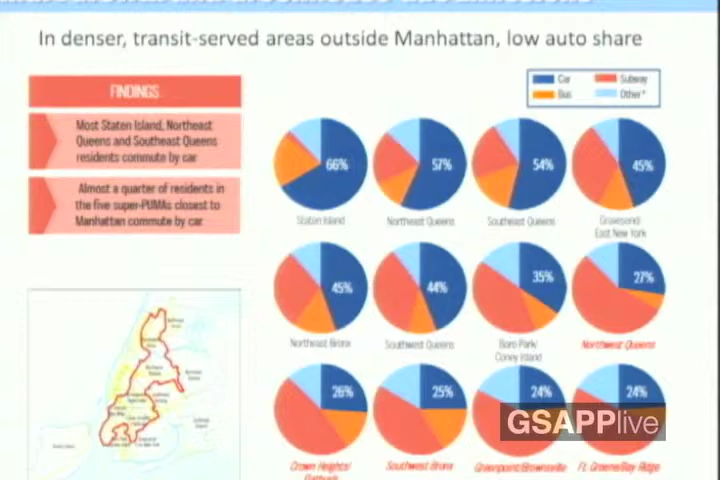 In denser, transit-served areas outside Manhattan, low auto share
FINDINGS
Most Staten Island, Northeast
Queens and Southeast Queens
residents commute by car
Almost a quarter of residents in
the five super-PUMAs closest to
Manhattan commute by car
Car
Subway
Bus
Other*
66%
57%
54%
45%
Staten Island
Northeast Queens
Southeast Queens
Gravesend/
East New York
45%
44%
35%
27%
Northeast Bronx
Southwest Queens
Boro Park/
Coney Island
Northwest Queens
26%
25%
24%
24%
Crown Heights/
Southwest Bronx
Greenpoint/Brownsville
Ft. Greene/Bay Ridge
GSAPPlive